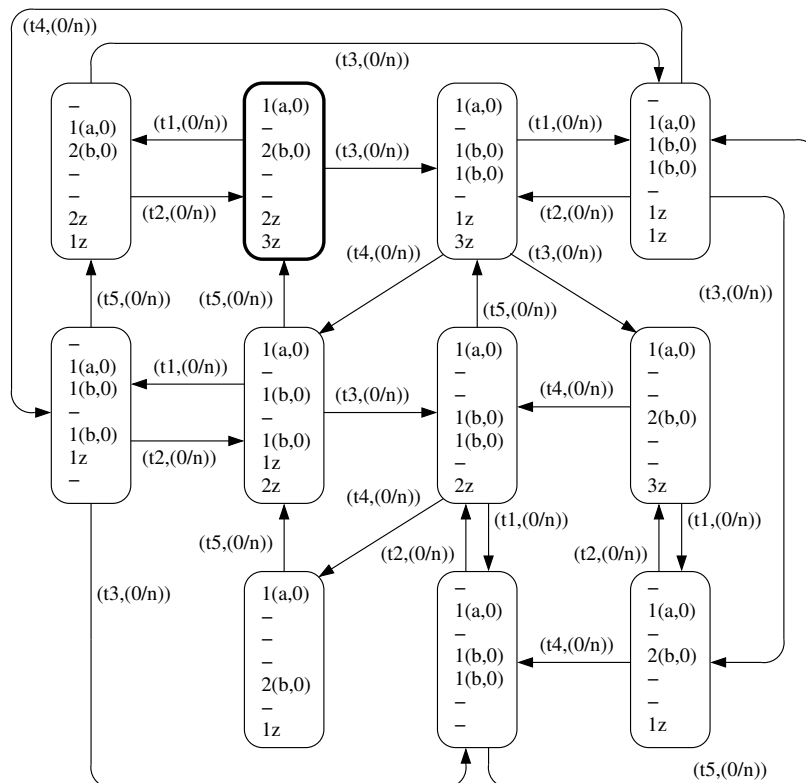 (t4,(0/n))
(t3,(0/n))
–
1(a,0)
2(b,0)
–
–
2z
1z
(t1,(0/n))
(t2,(0/n))
1(a,0)
–
2(b,0)
–
–
2z
3z
(t3,(0/n))
1(a,0)
–
1(b,0)
1(b,0)
–
1z
3z
(t1,(0/n))
(t2,(0/n))
–
1(a,0)
1(b,0)
1(b,0)
–
1z
1z
(t5,(0/n))
(t5,(0/n))
(t4,(0/n))
(t5,(0/n))
(t3,(0/n))
(t3,(0/n))
–
1(a,0)
1(b,0)
–
1(b,0)
1z
–
(t1,(0/n))
(t2,(0/n))
1(a,0)
–
1(b,0)
–
1(b,0)
1z
2z
(t3,(0/n))
1(a,0)
–
–
1(b,0)
1(b,0)
–
2z
(t4,(0/n))
1(a,0)
–
–
2(b,0)
–
–
3z
(t3,(0/n))
(t5,(0/n))
(t4,(0/n))
(t2,(0/n))
(t1,(0/n))
(t2,(0/n))
(t1,(0/n))
1(a,0)
–
–
–
2(b,0)
–
1z
–
1(a,0)
–
1(b,0)
1(b,0)
–
–
(t4,(0/n))
–
1(a,0)
–
2(b,0)
–
–
1z
(t5,(0/n))